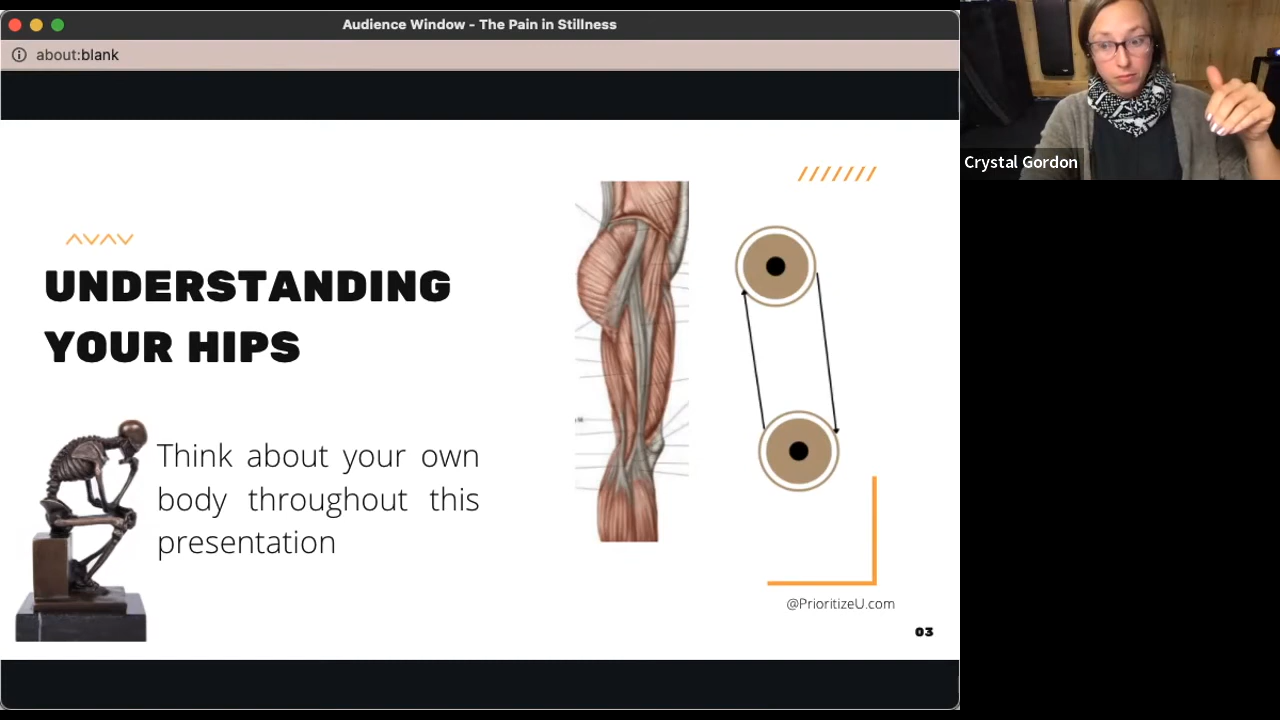 Audience Window - The Pain in Stillness
about:blank
Crystal Gordon
UNDERSTANDING
YOUR HIPS
Think about your own
body throughout this
presentation
@PrioritizeU.com
03